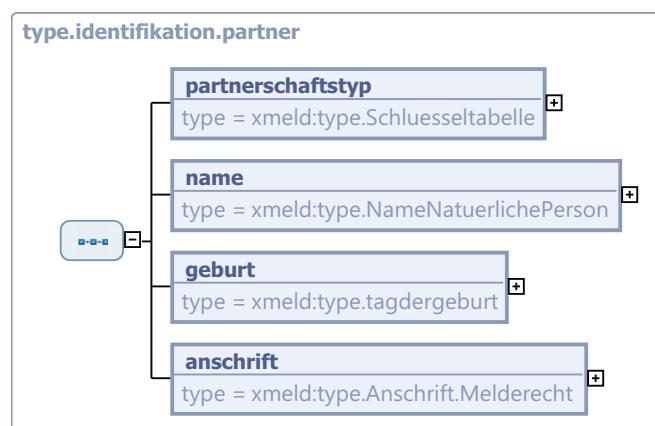 type.identifikation.partner
partnerschaftstyp
type = xmeld:type.Schluesseltabelle
name
type = xmeld:type.NameNatuerlichePerson
geburt
type = xmeld:type.tagdergeburt
anschrift
type = xmeld:type.Anschrift.Melderecht